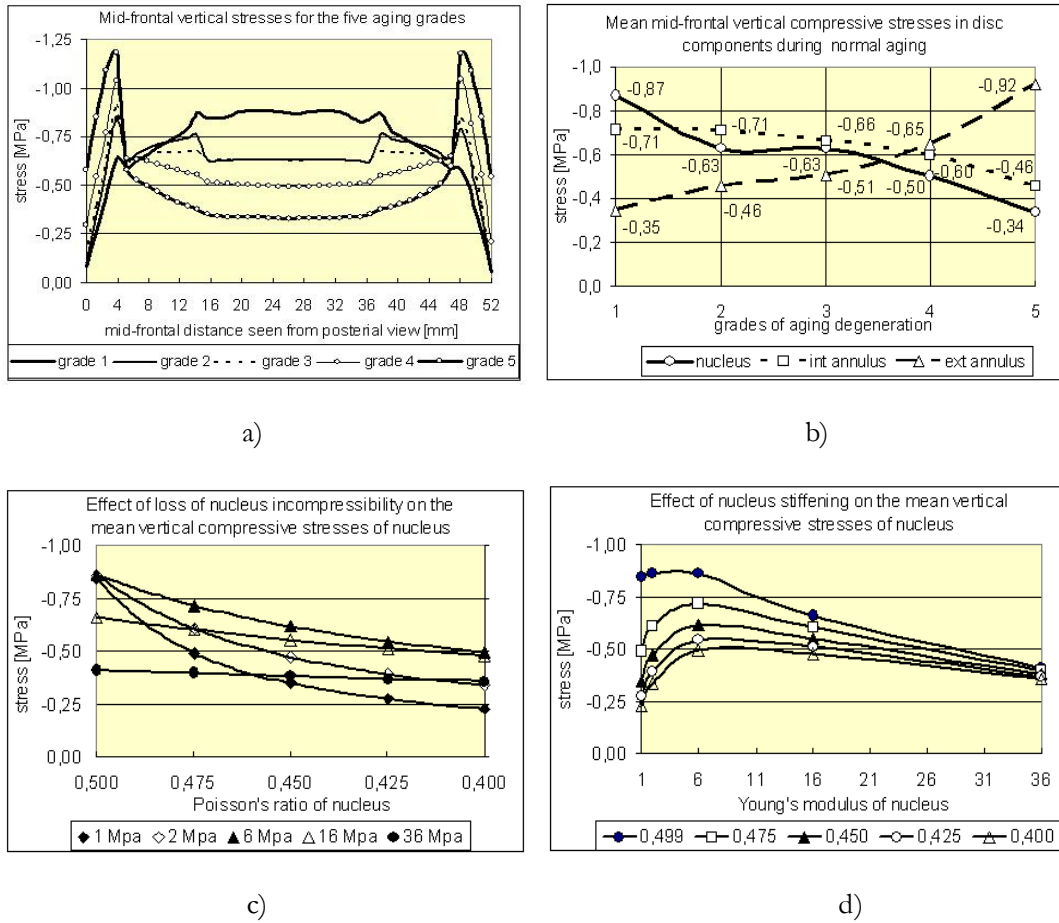 Mid-frontal vertical stresses for the five aging grades
stress [MPa]
-1,25
-1,00
-0,75
-0,50
-0,25
0,00
0 4 8 12 16 20 24 28 32 36 40 44 48 52
mid-frontal distance seen from posterial view [mm]
grade 1 grade 2 grade 3 grade 4 grade 5
a)
Mean mid-frontal vertical compressive stresses in disc
components during normal aging
stress [MPa]
-1,0
-0,8
-0,6
-0,4
-0,2
0,0
-0,87
-0,71
-0,71
-0,66
-0,65
-0,92
-0,63
-0,63
-0,60
-0,46
-0,35
-0,46
-0,51
-0,50
-0,34
1 2 3 4 5
grades of aging degeneration
nucleus int annulus ext annulus
b)
Effect of loss of nucleus incompressibility on the
mean vertical compressive stresses of nucleus
stress [MPa]
-1,00
-0,75
-0,50
-0,25
0,00
0,500 0,475 0,450 0,425 0,400
Poisson's ratio of nucleus
1 Mpa 2 Mpa 6 Mpa 16 Mpa 36 Mpa
c)
Effect of nucleus stiffening on the mean vertical
compressive stresses of nucleus
stress [MPa]
-1,00
-0,75
-0,50
-0,25
0,00
1 6 11 16 21 26 31 36
Young's modulus of nucleus
0,499 0,475 0,450 0,425 0,400
d)